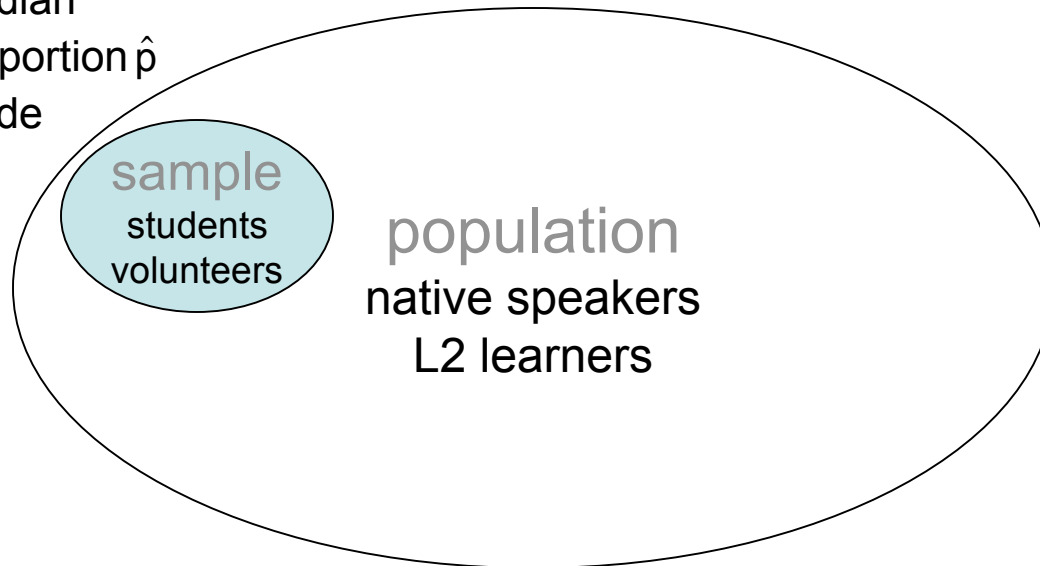 dian
portion p̂
de
sample
students
volunteers
population
native speakers
L2 learners